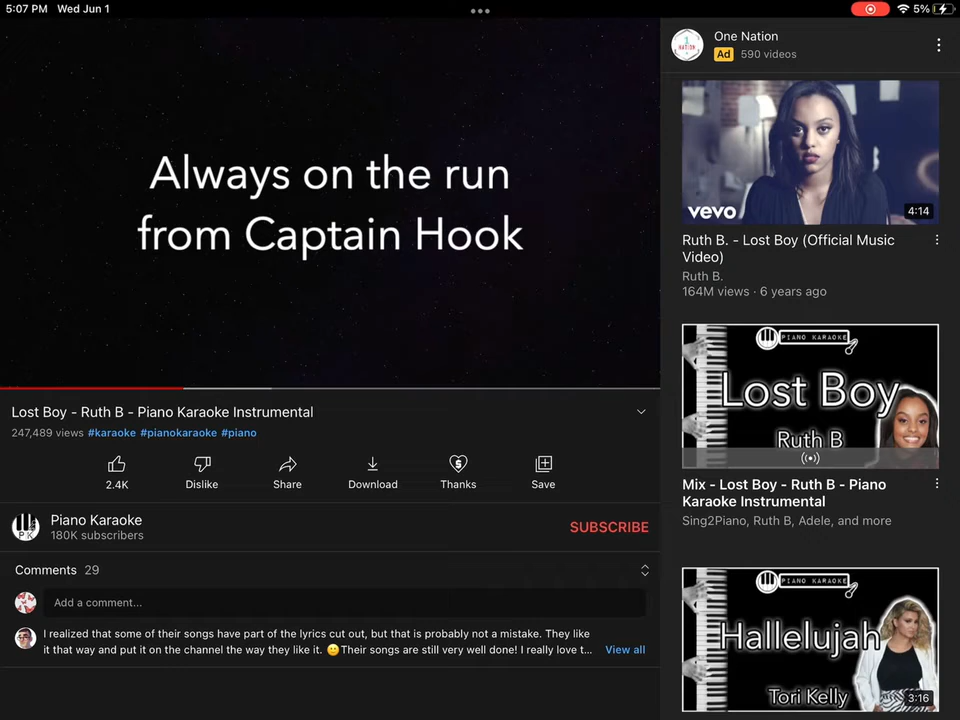 5:07 PM Wed Jun 1
5%
Always on the run
from Captain Hook
Lost Boy - Ruth B - Piano Karaoke Instrumental
247,489 views #karaoke #pianokaraoke #piano
2.4K Dislike Share Download Thanks Save
Piano Karaoke
180K subscribers
SUBSCRIBE
Comments 29
Add a comment...
I realized that some of their songs have part of the lyrics cut out, but that is probably not a mistake. They like
it that way and put it on the channel the way they like it. 🙂Their songs are still very well done! I really love t... View all
One Nation
Ad 590 videos
vevo
4:14
Ruth B. - Lost Boy (Official Music
Video)
Ruth B.
164M views · 6 years ago
PIANO KARAOKE
Lost Boy
Ruth B
Mix - Lost Boy - Ruth B - Piano
Karaoke Instrumental
Sing2Piano, Ruth B, Adele, and more
PIANO KARAOKE
Hallelujah
Tori Kelly
3:16